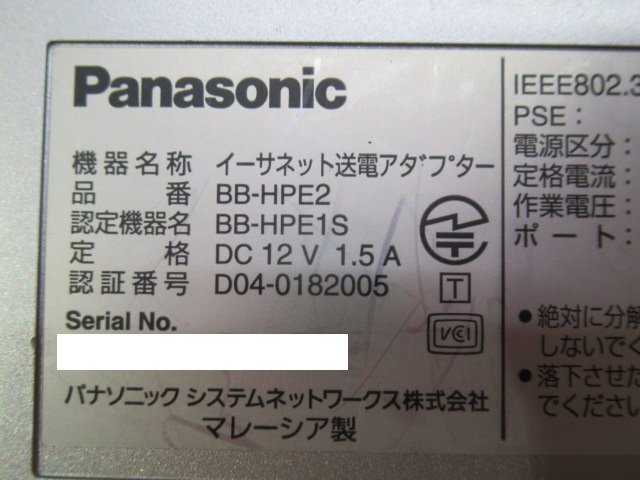 Panasonic
機器名称 イーサネット送電アダプター
品 番 BB-HPE2
認定機器名 BB-HPE1S
定 格 DC 12 V 1.5 A
認証番号 D04-0182005
T
Serial No.
VCI
パナソニック システムネットワークス株式会社
マレーシア製
IEEE802.3
PSE：
電源区分：
定格電流：
作業電圧：
ポート：
●絶対に分解
しないでく
●落下させた
でください